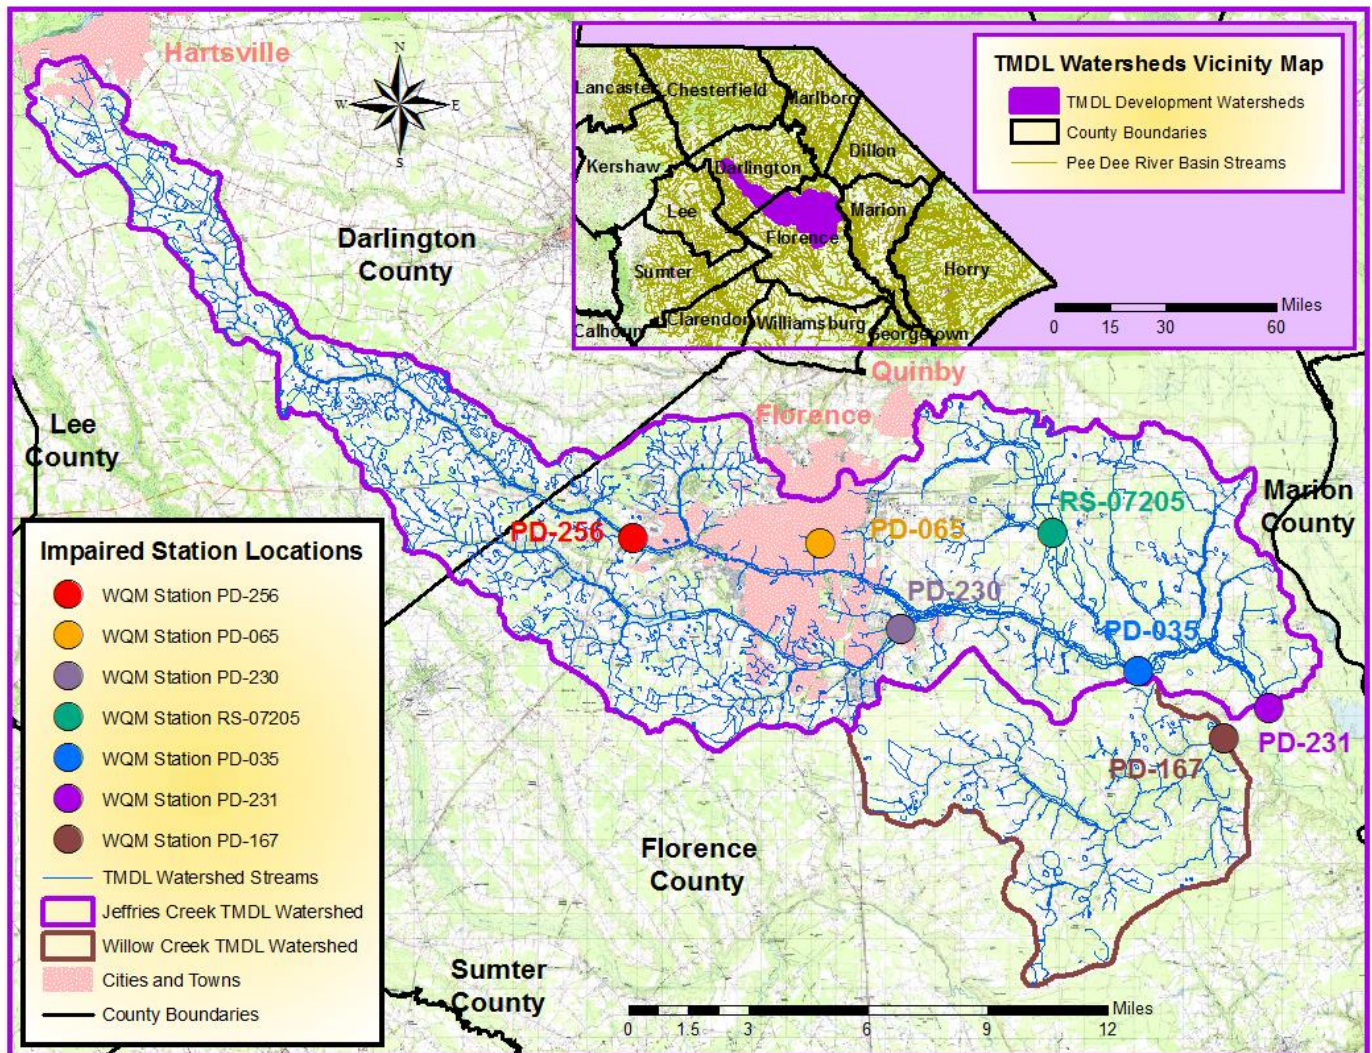 Hartsville
N
W
E
S
Darlington
County
Lee
County
TMDL Watersheds Vicinity Map
TMDL Development Watersheds
County Boundaries
Pee Dee River Basin Streams
Lancaster
Chesterfield
Marlboro
Kershaw
Darlington
Dillon
Lee
Marion
Florence
Sumter
Horry
Calhoun
Clarendon
Williamsburg
Georgetown
Miles
0 15 30 60
Quinby
Florence
Marion
County
RS-07205
PD-256
PD-065
PD-230
PD-035
PD-231
PD-167
Impaired Station Locations
WQM Station PD-256
WQM Station PD-065
WQM Station PD-230
WQM Station RS-07205
WQM Station PD-035
WQM Station PD-231
WQM Station PD-167
TMDL Watershed Streams
Jeffries Creek TMDL Watershed
Willow Creek TMDL Watershed
Cities and Towns
County Boundaries
Florence
County
Sumter
County
Miles
0 1.5 3 6 9 12